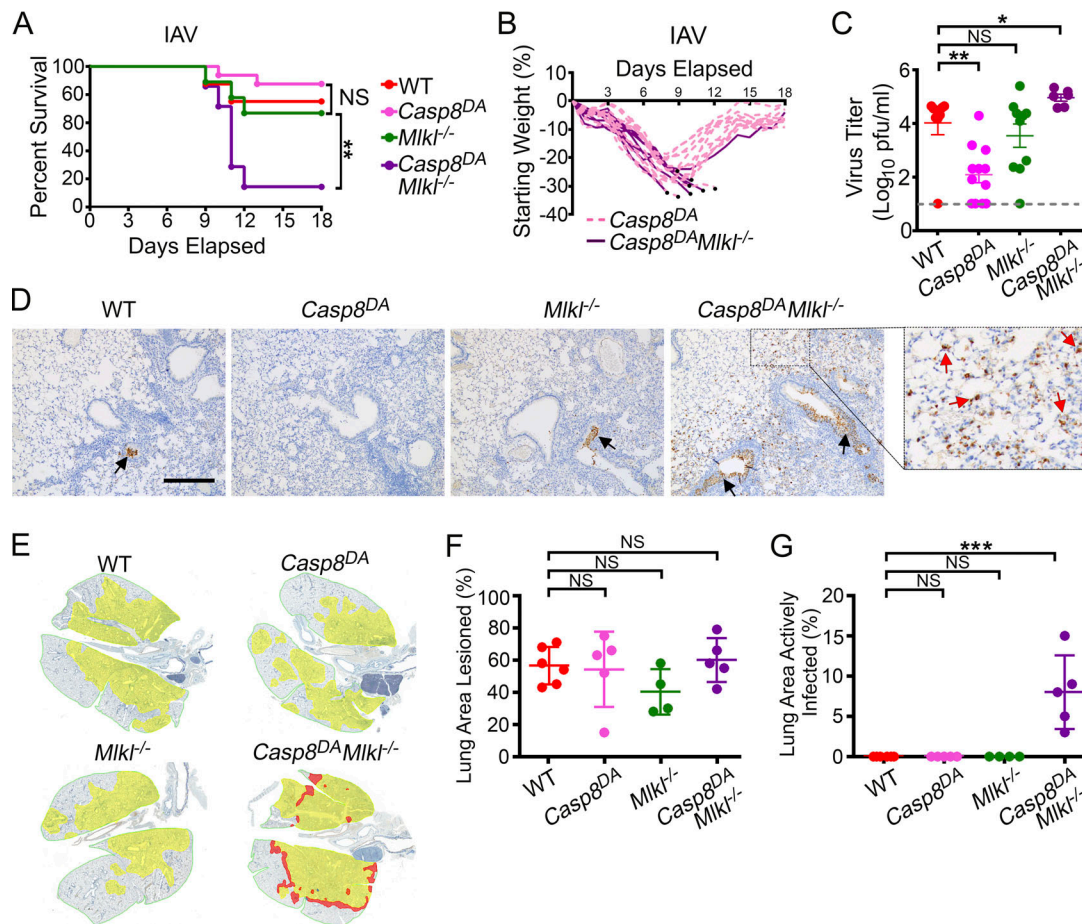 A
IAV
Percent Survival
100
80
60
40
20
0
0 3 6 9 12 15 18
Days Elapsed
NS
**
WT
Casp8DA
Mlkl-/-
Casp8DA
Mlkl-/-
B
IAV
Days Elapsed
3 6 9 12 15 18
Starting Weight (%)
0
-10
-20
-30
-40
Casp8DA
Casp8DAMlkl-/-
C
*
NS
**
Virus Titer
(Log10 pfu/ml)
6
4
2
0
WT
Casp8DA
Mlkl-/-
Casp8DA
Mlkl-/-
D
WT
Casp8DA
Mlkl-/-
Casp8DAMlkl-/-
E
WT
Casp8DA
Mlkl-/-
Casp8DAMlkl-/-
F
NS
NS
NS
Lung Area Lesioned (%)
100
80
60
40
20
0
WT
Casp8DA
Mlkl-/-
Casp8DA
Mlkl-/-
G
***
NS
NS
Lung Area Actively
Infected (%)
20
15
10
5
0
WT
Casp8DA
Mlkl-/-
Casp8DA
Mlkl-/-